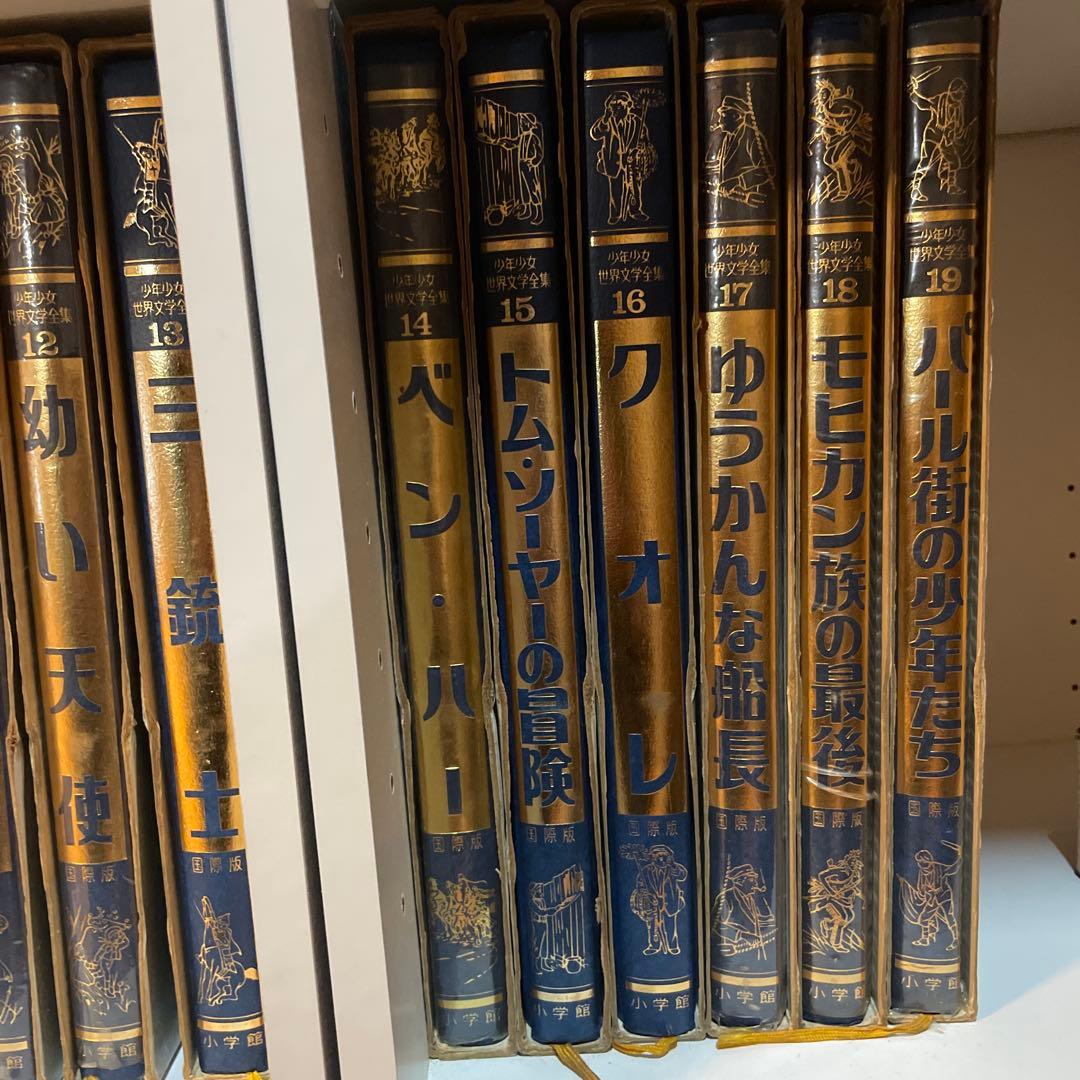 少年少女
世界文学全集
12
幼い天使
国際版
小学館
少年少女
世界文学全集
13
三銃士
国際版
小学館
少年少女
世界文学全集
14
ベン・ハー
国際版
小学館
少年少女
世界文学全集
15
トム・ソーヤーの冒険
国際版
小学館
少年少女
世界文学全集
16
クオレ
国際版
小学館
少年少女
世界文学全集
17
ゆうかんな船長
国際版
小学館
少年少女
世界文学全集
18
モヒカン族の最後
国際版
小学館
少年少女
世界文学全集
19
パール街の少年たち
国際版
小学館
館